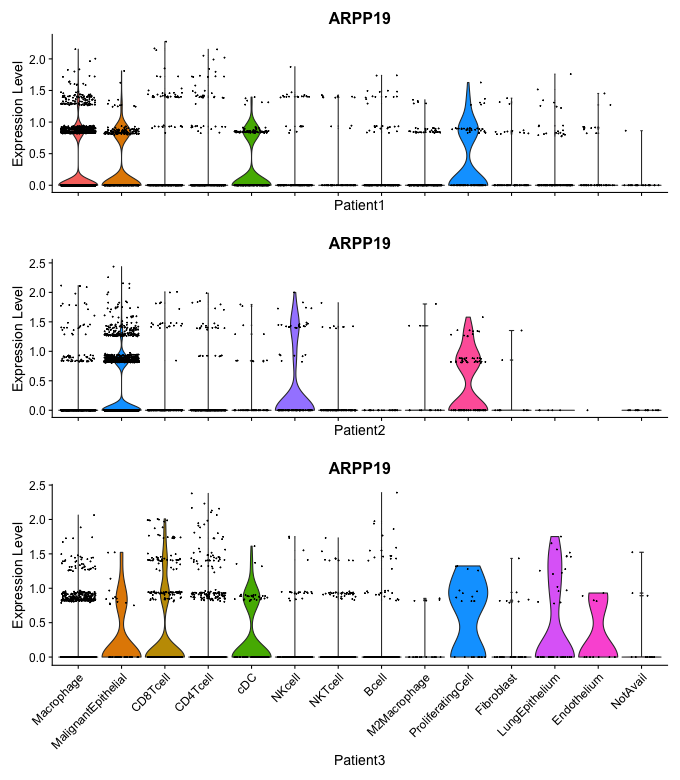 ARPP19
Expression Level
2.0
1.5
1.0
0.5
0.0
Patient1
ARPP19
Expression Level
2.5
2.0
1.5
1.0
0.5
0.0
Patient2
ARPP19
Expression Level
2.5
2.0
1.5
1.0
0.5
0.0
Macrophage
MalignantEpithelial
CD8Tcell
CD4Tcell
cDC
NKcell
NKTcell
Bcell
M2Macrophage
ProliferatingCell
Fibroblast
LungEpithelium
Endothelium
NotAvail
Patient3